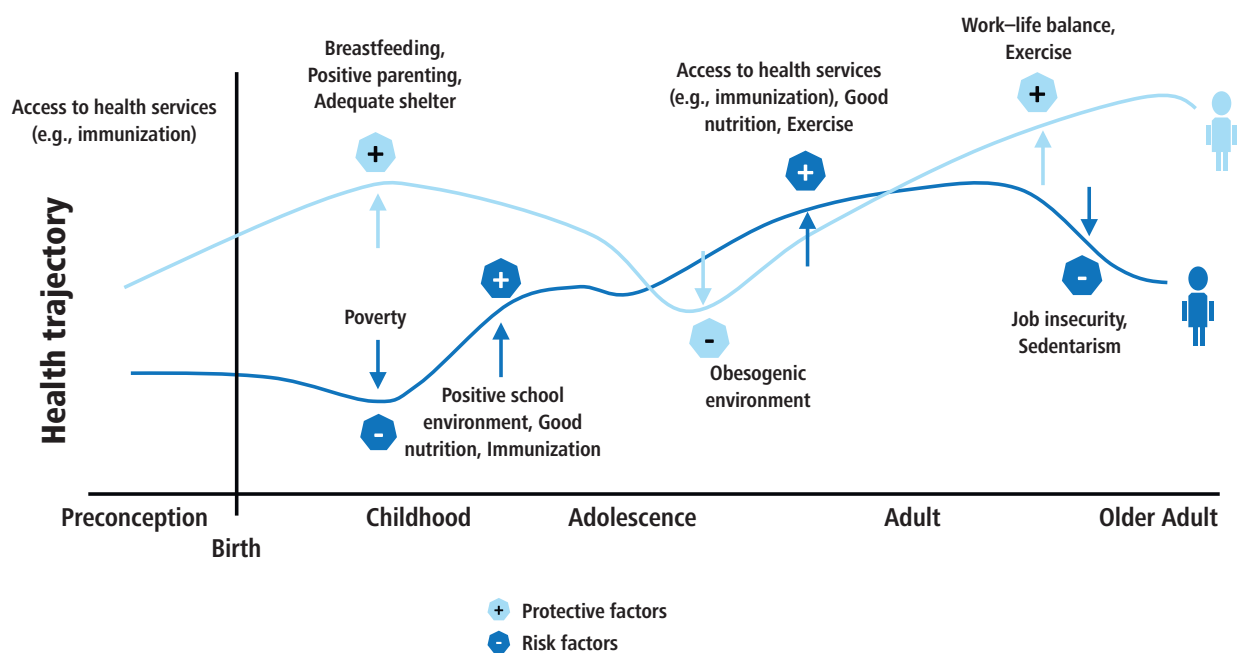 Health trajectory
Access to health services
(e.g., immunization)
Breastfeeding,
Positive parenting,
Adequate shelter
+
Poverty
-
+
Positive school
environment, Good
nutrition, Immunization
-
Obesogenic
environment
Access to health services
(e.g., immunization), Good
nutrition, Exercise
+
Work–life balance,
Exercise
+
-
Job insecurity,
Sedentarism
Preconception
Birth
Childhood
Adolescence
Adult
Older Adult
+ Protective factors
- Risk factors